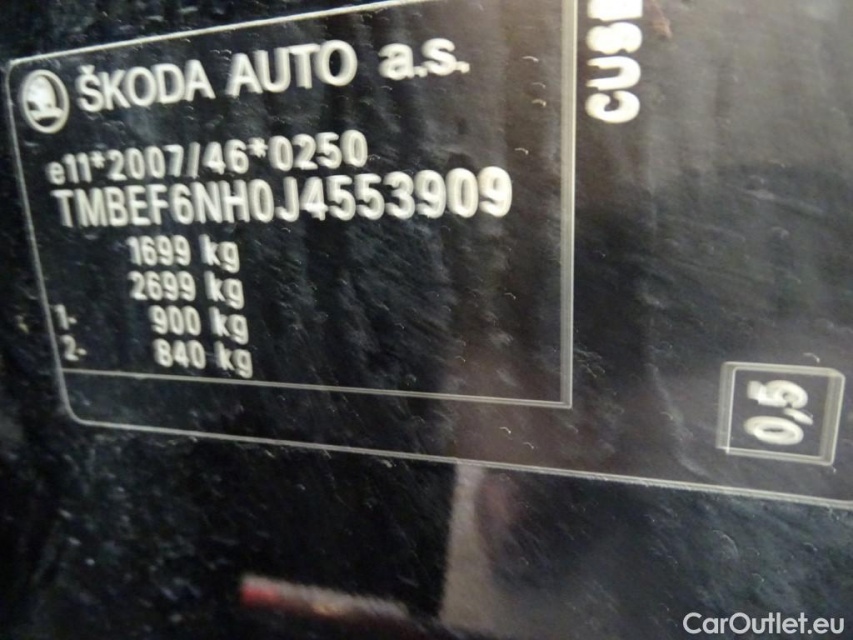 ŠKODA AUTO a.s.
e11*2007/46*0250
TMBEF6NH0J4553909
1699 kg
2699 kg
1- 900 kg
2- 840 kg
0,5
CarOutlet.eu